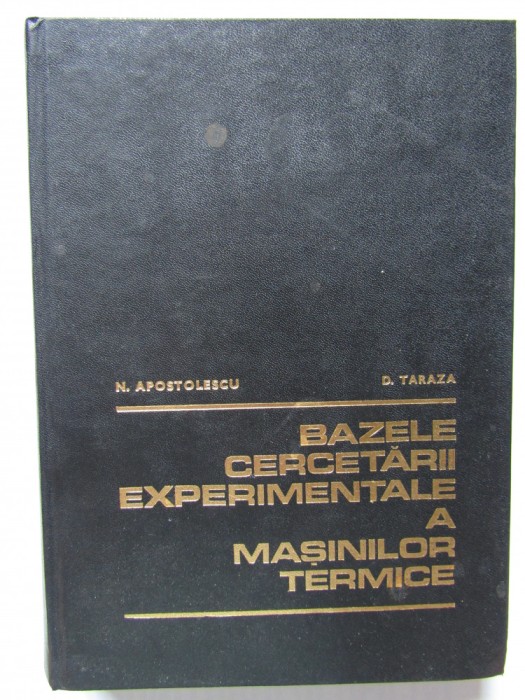 N. APOSTOLESCU D. TARAZA
BAZELE
CERCETĂRII
EXPERIMENTALE
A
MAȘINILOR
TERMICE